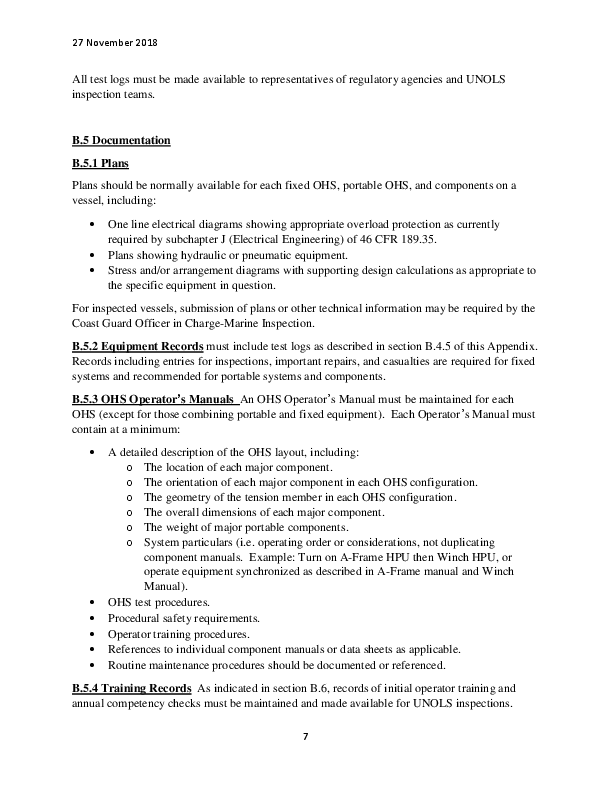 27 November 2018
All test logs must be made available to representatives of regulatory agencies and UNOLS
inspection teams.
B.5 Documentation
B.5.1 Plans
Plans should be normally available for each fixed OHS, portable OHS, and components on a
vessel, including:
• One line electrical diagrams showing appropriate overload protection as currently
required by subchapter J (Electrical Engineering) of 46 CFR 189.35.
• Plans showing hydraulic or pneumatic equipment.
• Stress and/or arrangement diagrams with supporting design calculations as appropriate to
the specific equipment in question.
For inspected vessels, submission of plans or other technical information may be required by the
Coast Guard Officer in Charge-Marine Inspection.
B.5.2 Equipment Records must include test logs as described in section B.4.5 of this Appendix.
Records including entries for inspections, important repairs, and casualties are required for fixed
systems and recommended for portable systems and components.
B.5.3 OHS Operator’s Manuals An OHS Operator’s Manual must be maintained for each
OHS (except for those combining portable and fixed equipment). Each Operator’s Manual must
contain at a minimum:
• A detailed description of the OHS layout, including:
o The location of each major component.
o The orientation of each major component in each OHS configuration.
o The geometry of the tension member in each OHS configuration.
o The overall dimensions of each major component.
o The weight of major portable components.
o System particulars (i.e. operating order or considerations, not duplicating
component manuals. Example: Turn on A-Frame HPU then Winch HPU, or
operate equipment synchronized as described in A-Frame manual and Winch
Manual).
• OHS test procedures.
• Procedural safety requirements.
• Operator training procedures.
• References to individual component manuals or data sheets as applicable.
• Routine maintenance procedures should be documented or referenced.
B.5.4 Training Records As indicated in section B.6, records of initial operator training and
annual competency checks must be maintained and made available for UNOLS inspections.
7